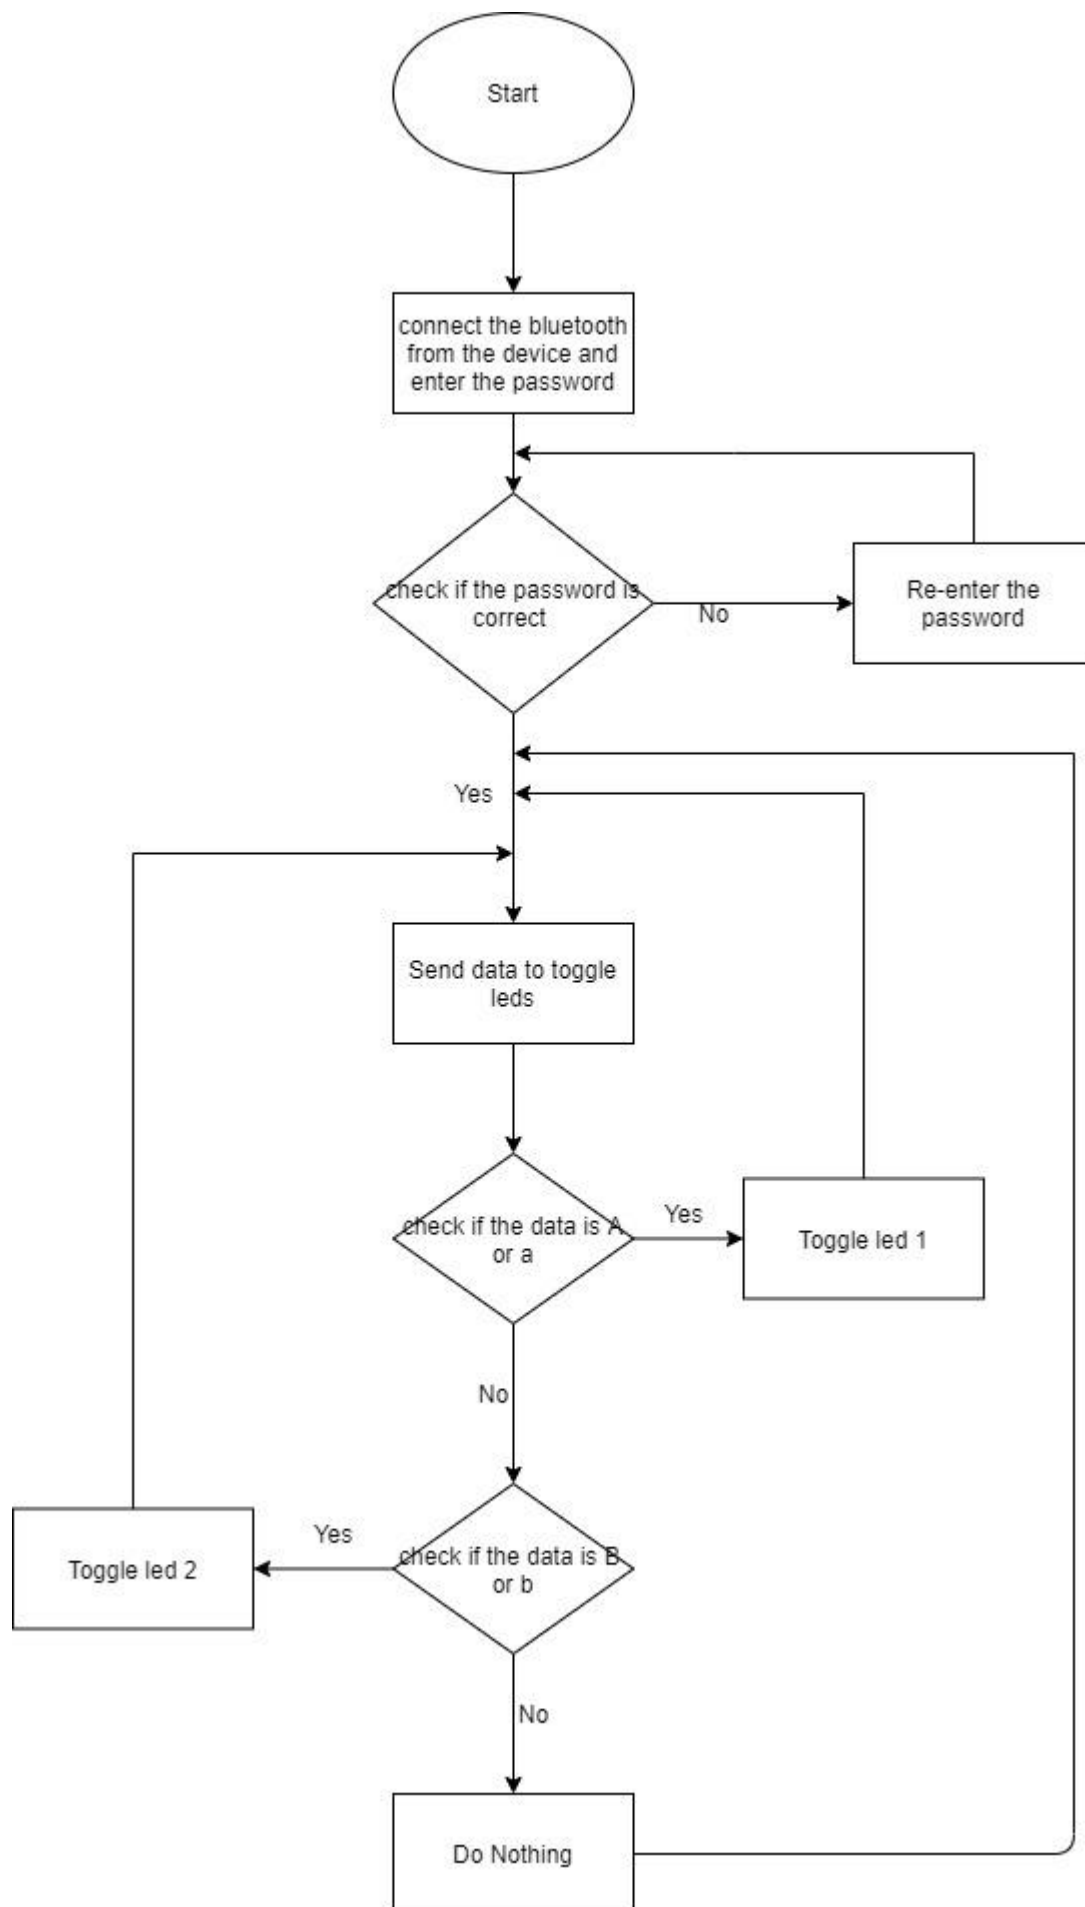 Start
connect the bluetooth
from the device and
enter the password
check if the password is
correct
No
Re-enter the
password
Yes
Send data to toggle
leds
check if the data is A
or a
Yes
Toggle led 1
No
check if the data is B
or b
Yes
Toggle led 2
No
Do Nothing